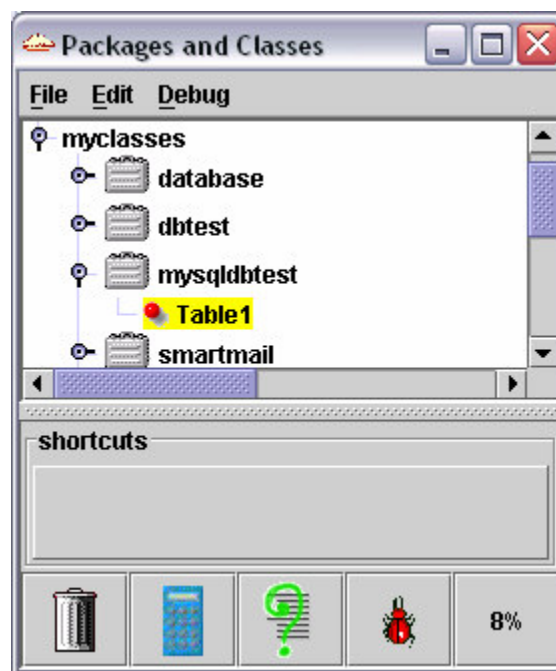 Packages and Classes
File Edit Debug
myclasses
database
dbtest
mysqldbtest
Table1
smartmail
shortcuts
8%